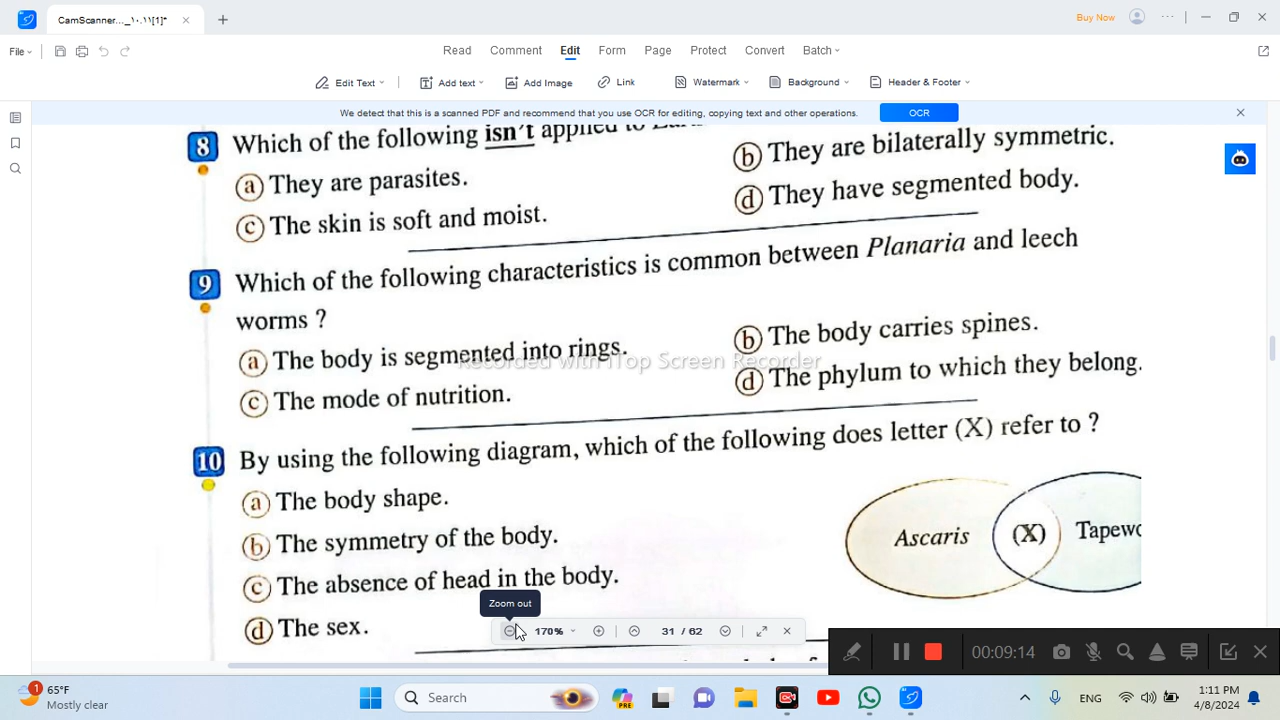 CamScanner..._١٠,١١[1]*
Buy Now
File
Read Comment Edit Form Page Protect Convert Batch
Edit Text Add text Add Image Link Watermark Background Header & Footer
We detect that this is a scanned PDF and recommend that you use OCR for editing, copying text and other operations. OCR
8 Which of the following isn't applied to
a They are parasites.
b They are bilaterally symmetric.
c The skin is soft and moist.
d They have segmented body.
9 Which of the following characteristics is common between Planaria and leech
worms ?
a The body is segmented into rings.
b The body carries spines.
Recorded with iTop Screen Recorder
c The mode of nutrition.
d The phylum to which they belong.
10 By using the following diagram, which of the following does letter (X) refer to ?
a The body shape.
b The symmetry of the body.
Ascaris (X) Tapewo
c The absence of head in the body.
d The sex.
Zoom out
170% 31 / 62
00:09:14
1
65°F
Mostly clear
Search
PRE
ENG
1:11 PM
4/8/2024